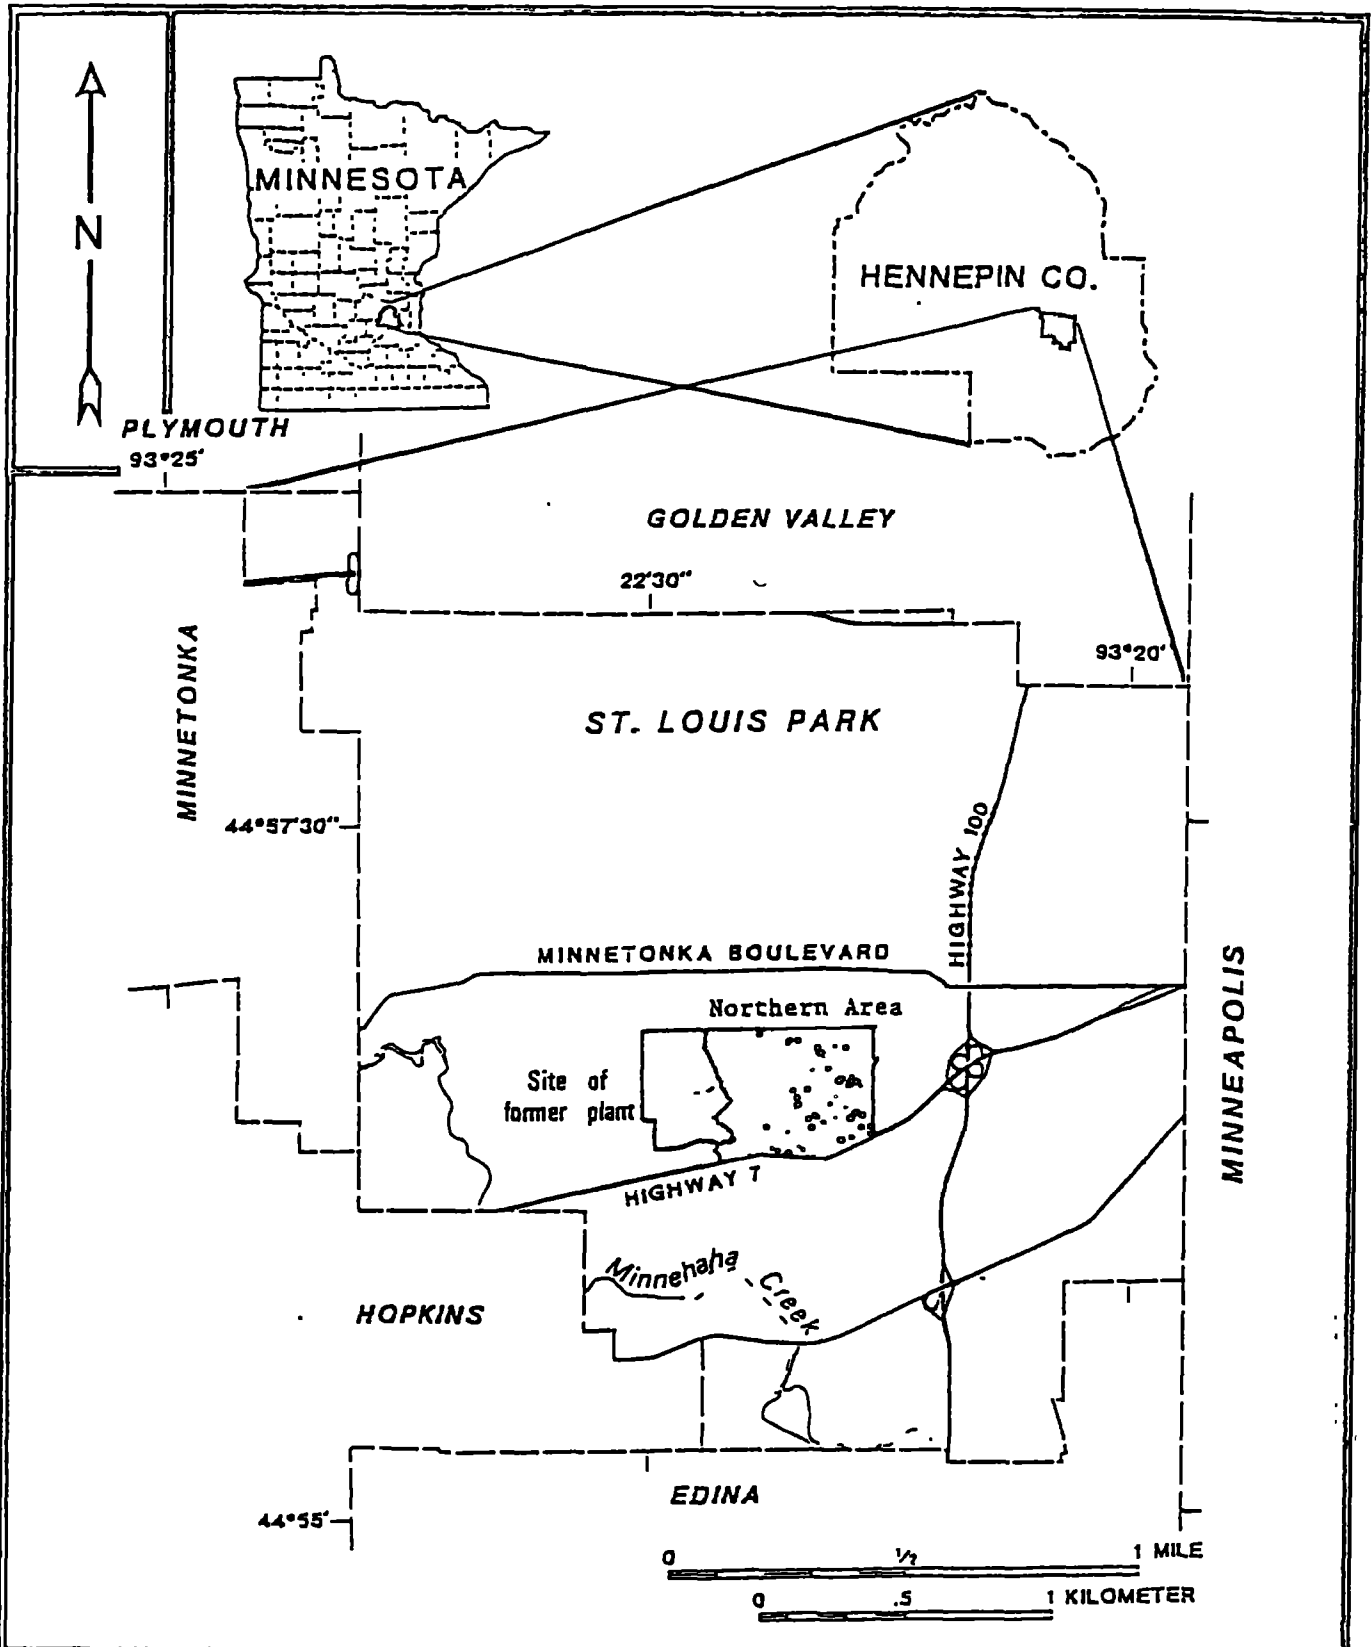 N
MINNESOTA
HENNEPIN CO.
PLYMOUTH
93°25'
GOLDEN VALLEY
22'30"
93°20'
MINNETONKA
ST. LOUIS PARK
44°57'30"
HIGHWAY 100
MINNETONKA BOULEVARD
MINNEAPOLIS
Northern Area
Site of
former plant
HIGHWAY 7
Minnehaha
Creek
HOPKINS
EDINA
44°55'
0 1/2 1 MILE
0 .5 1 KILOMETER